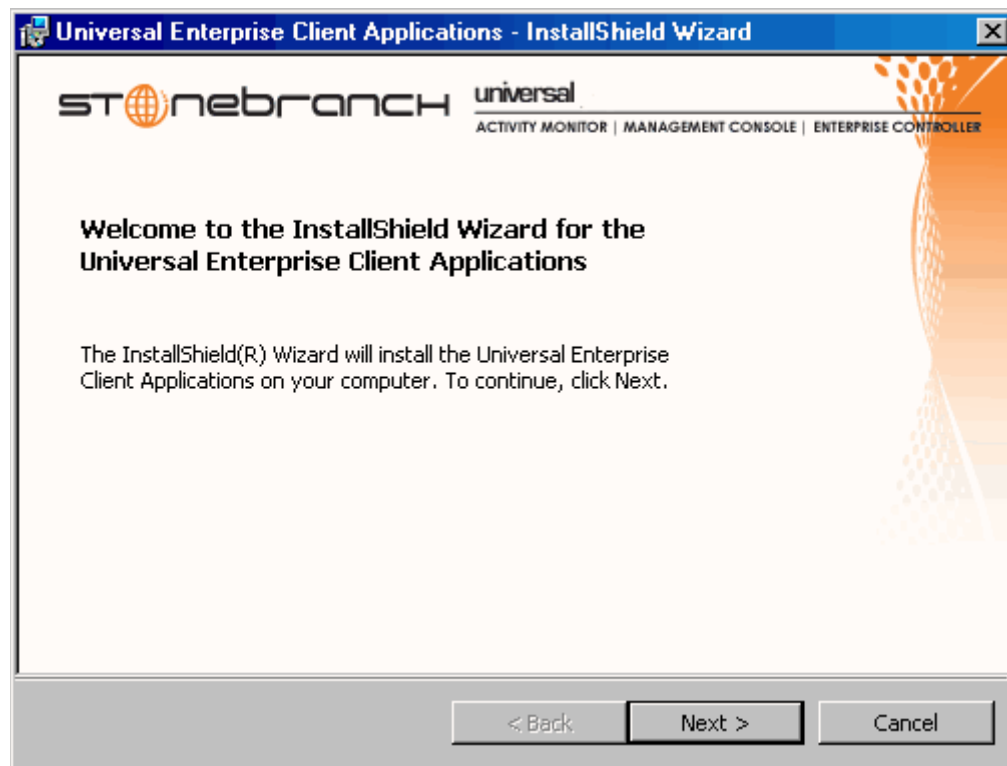 Universal Enterprise Client Applications - InstallShield Wizard
STonebrancH
universal
ACTIVITY MONITOR | MANAGEMENT CONSOLE | ENTERPRISE CONTROLLER
Welcome to the InstallShield Wizard for the
Universal Enterprise Client Applications
The InstallShield(R) Wizard will install the Universal Enterprise
Client Applications on your computer. To continue, click Next.
< Back
Next >
Cancel